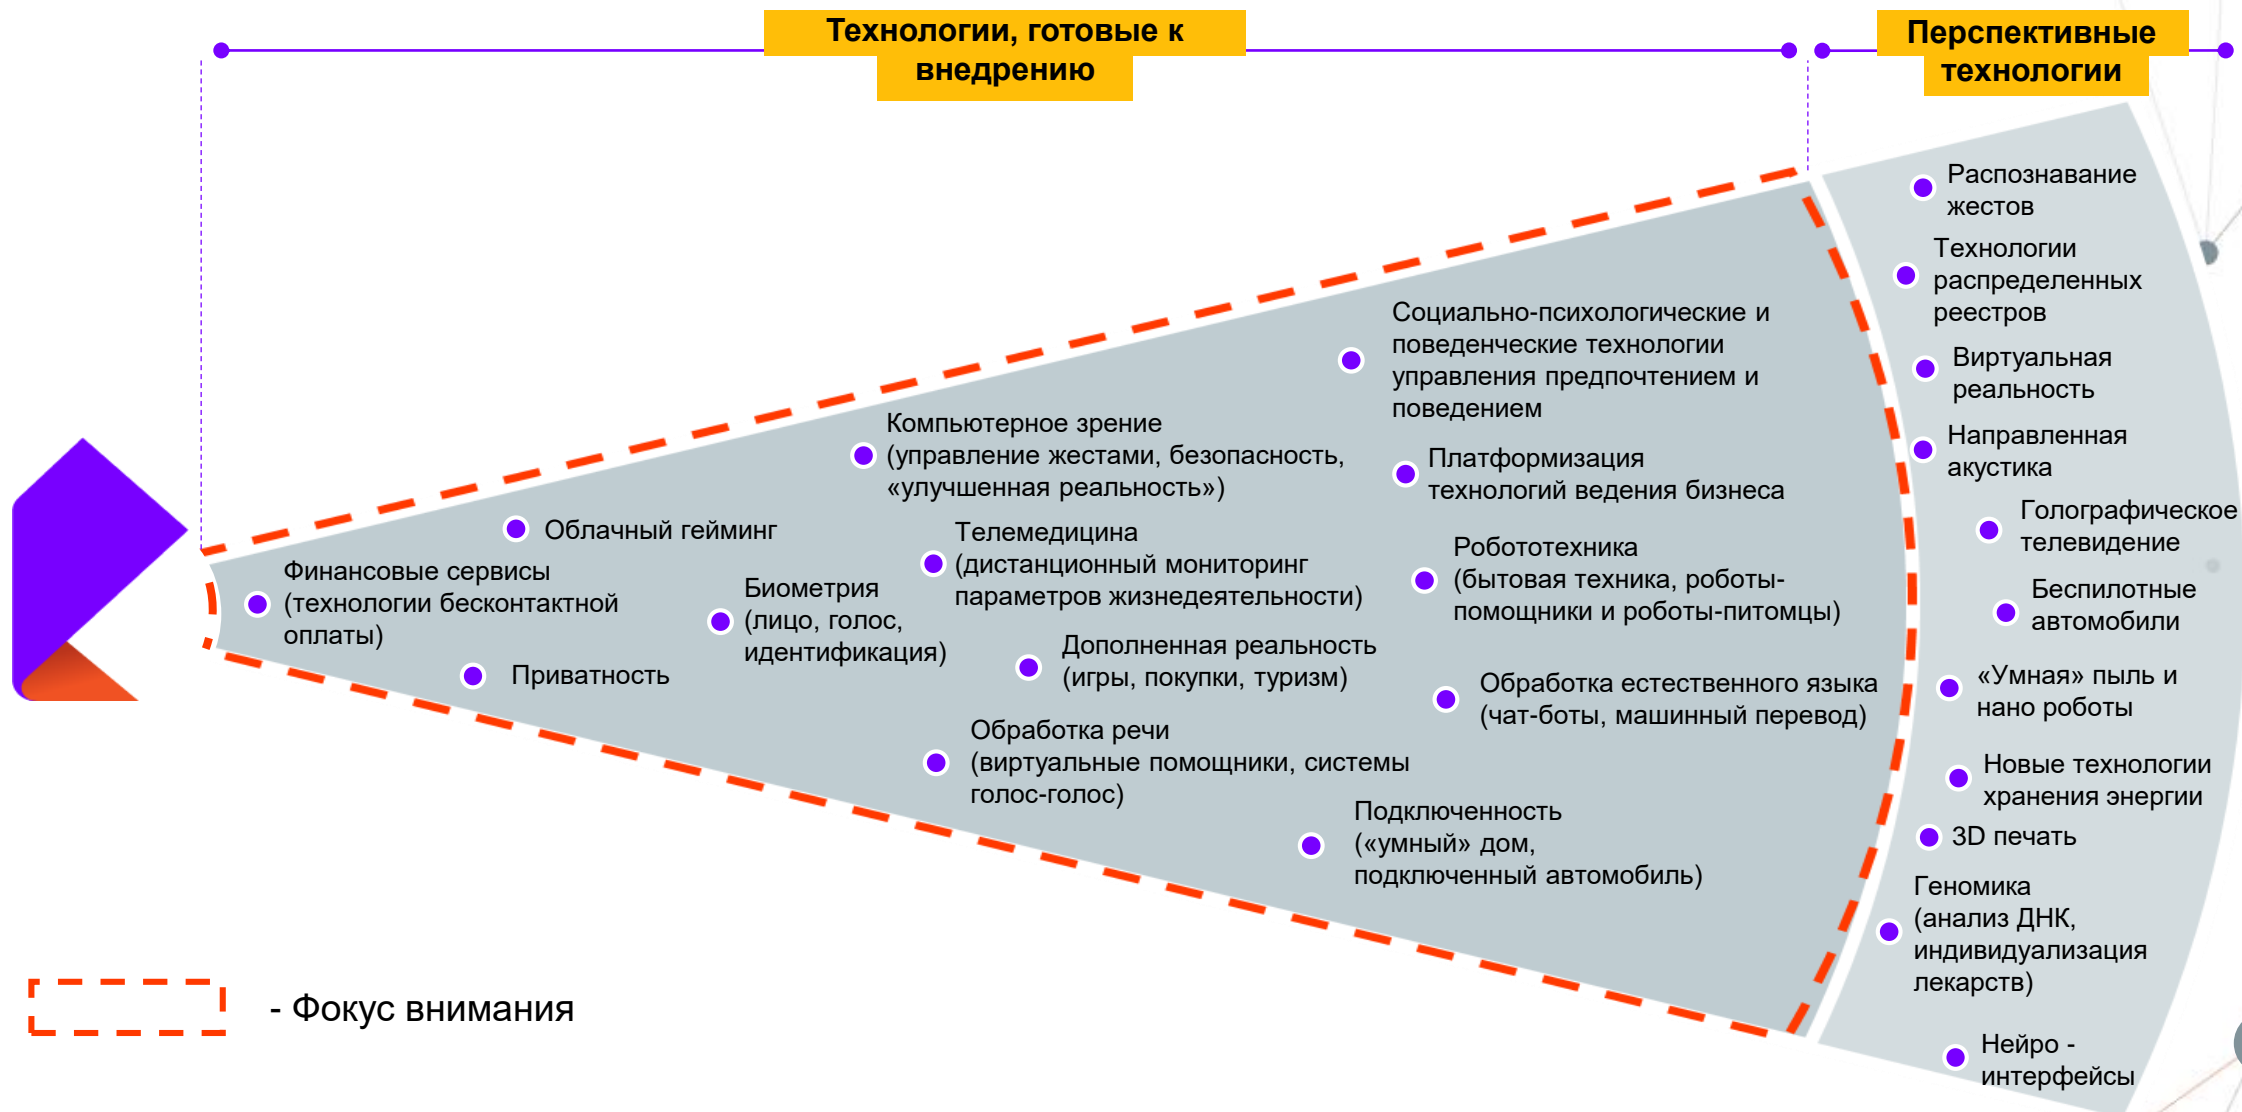 Технологии, готовые к
внедрению
Перспективные
технологии
Финансовые сервисы
(технологии бесконтактной
оплаты)
Облачный гейминг
Приватность
Биометрия
(лицо, голос,
идентификация)
Компьютерное зрение
(управление жестами, безопасность,
«улучшенная реальность»)
Телемедицина
(дистанционный мониторинг
параметров жизнедеятельности)
Дополненная реальность
(игры, покупки, туризм)
Обработка речи
(виртуальные помощники, системы
голос-голос)
Социально-психологические и
поведенческие технологии
управления предпочтением и
поведением
Платформизация
технологий ведения бизнеса
Робототехника
(бытовая техника, роботы-
помощники и роботы-питомцы)
Обработка естественного языка
(чат-боты, машинный перевод)
Подключенность
(«умный» дом,
подключенный автомобиль)
Распознавание
жестов
Технологии
распределенных
реестров
Виртуальная
реальность
Направленная
акустика
Голографическое
телевидение
Беспилотные
автомобили
«Умная» пыль и
нано роботы
Новые технологии
хранения энергии
3D печать
Геномика
(анализ ДНК,
индивидуализация
лекарств)
Нейро -
интерфейсы
- Фокус внимания